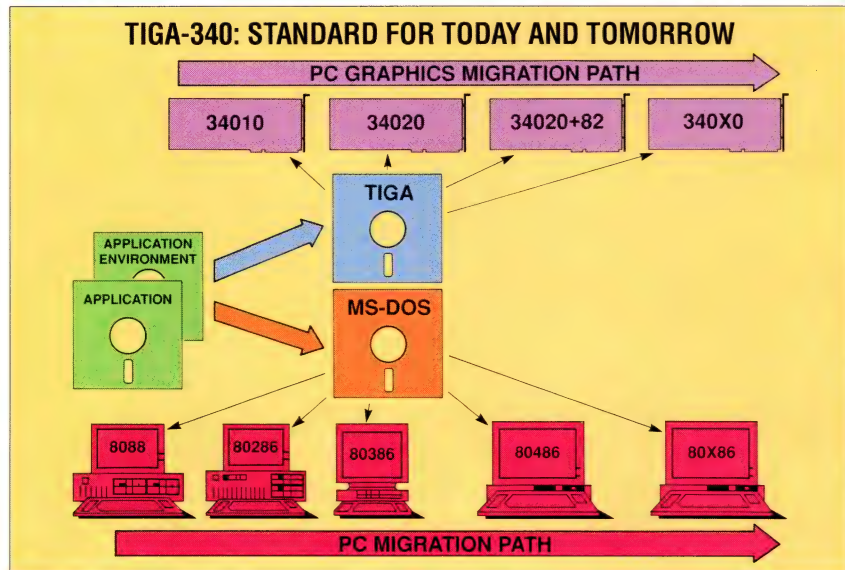 TIGA-340: STANDARD FOR TODAY AND TOMORROW
PC GRAPHICS MIGRATION PATH
34010
34020
34020+82
340X0
TIGA
APPLICATION
ENVIRONMENT
APPLICATION
MS-DOS
8088
80286
80386
80486
80X86
PC MIGRATION PATH